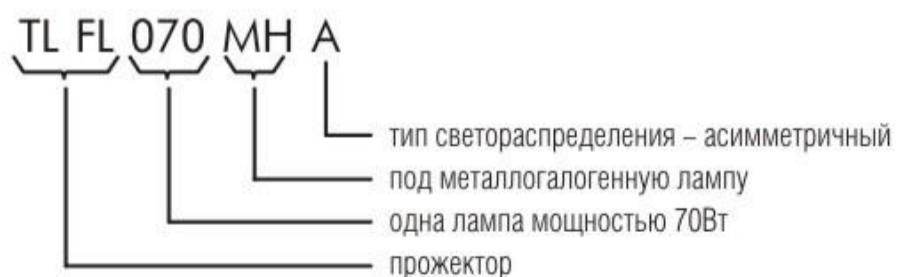 TL FL 070 MH A
тип светораспределения – асимметричный
под металлогалогенную лампу
одна лампа мощностью 70Вт
прожектор